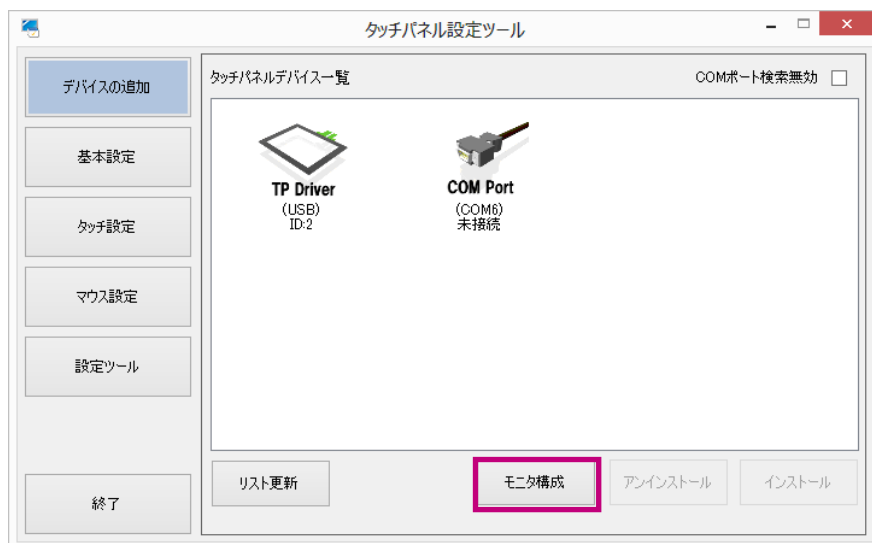 タッチパネル設定ツール
デバイスの追加
基本設定
タッチ設定
マウス設定
設定ツール
終了
タッチパネルデバイス一覧
COMポート検索無効
TP Driver
(USB)
ID:2
COM Port
(COM6)
未接続
リスト更新
モニタ構成
アンインストール
インストール